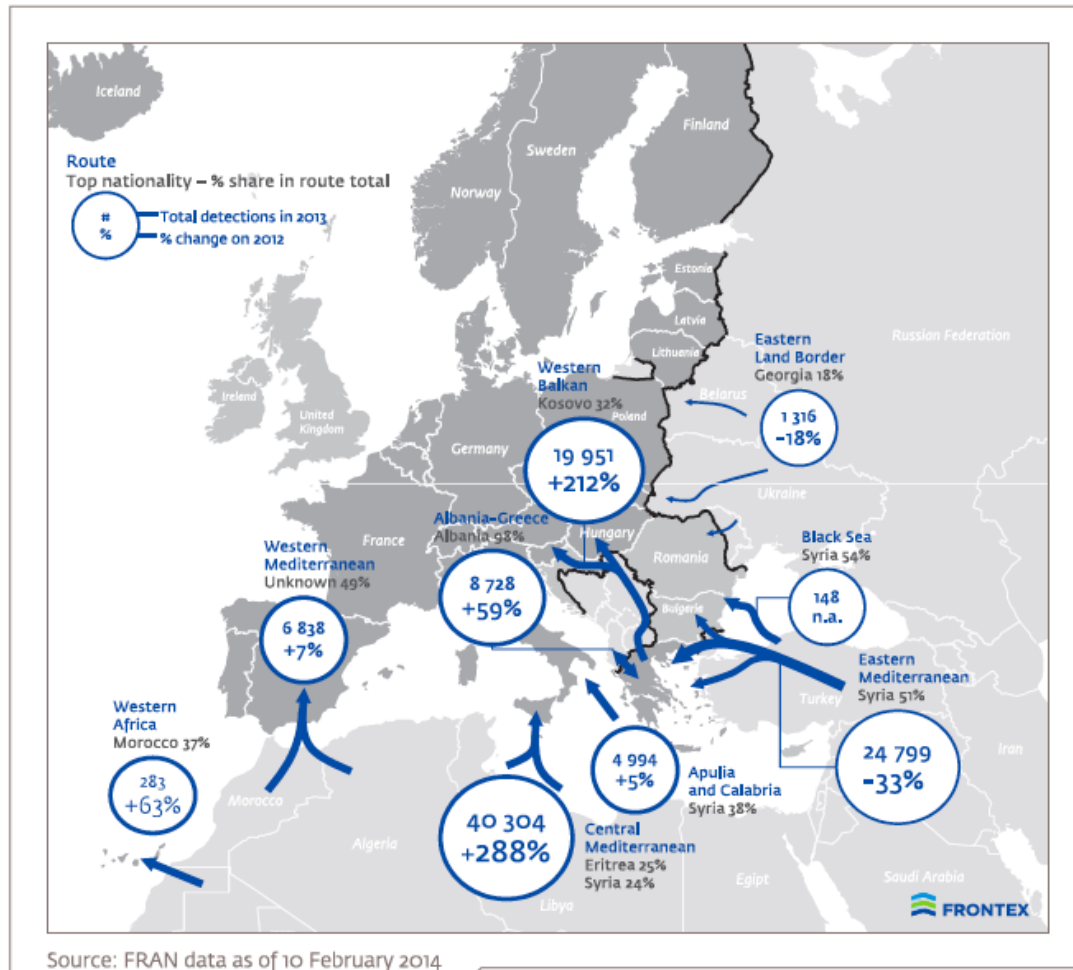 Iceland
Finland
Sweden
Norway
Route
Top nationality – % share in route total
#
%
Total detections in 2013
% change on 2012
Estonia
Latvia
Lithuania
Russian Federation
Eastern
Land Border
Georgia 18%
1 316
-18%
Belarus
Western
Balkan
Kosovo 32%
Poland
19 951
+212%
Ireland
United
Kingdom
Germany
Ukraine
France
Albania-Greece
Albania 98%
8 728
+59%
Hungary
Romania
Black Sea
Syria 54%
148
n.a.
Western
Mediterranean
Unknown 49%
6 838
+7%
Bulgeria
Eastern
Mediterranean
Syria 51%
24 799
-33%
Turkey
Iran
Western
Africa
Morocco 37%
283
+63%
Morocco
4 994
+5%
Apulia
and Calabria
Syria 38%
40 304
+288%
Central
Mediterranean
Eritrea 25%
Syria 24%
Algeria
Libya
Egipt
Saudi Arabia
FRONTEX
Source: FRAN data as of 10 February 2014